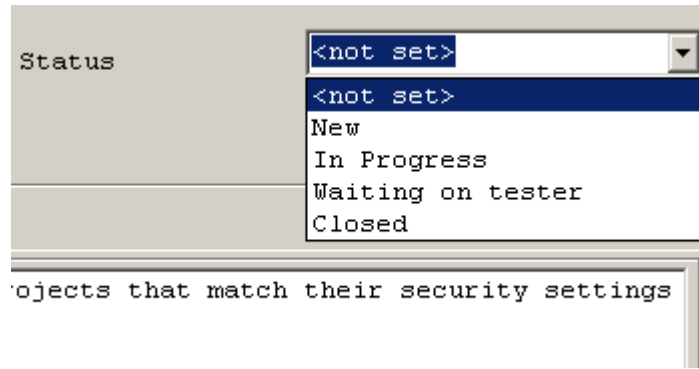 Status
<not set>
<not set>
New
In Progress
Waiting on tester
Closed
ojects that match their security settings